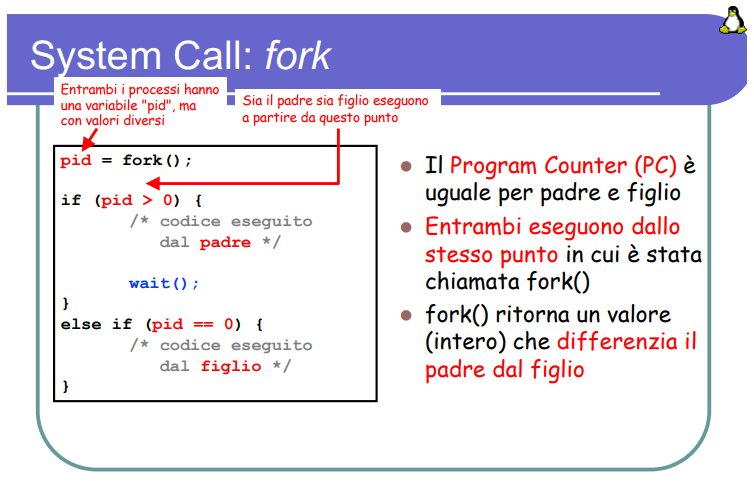 System Call: fork
Entrambi i processi hanno
una variabile "pid", ma
con valori diversi
Sia il padre sia figlio eseguono
a partire da questo punto
pid = fork();
if (pid > 0) {
/* codice eseguito
dal padre */
wait();
}
else if (pid == 0) {
/* codice eseguito
dal figlio */
}
Il Program Counter (PC) è
uguale per padre e figlio
Entrambi eseguono dallo
stesso punto in cui è stata
chiamata fork()
fork() ritorna un valore
(intero) che differenzia il
padre dal figlio